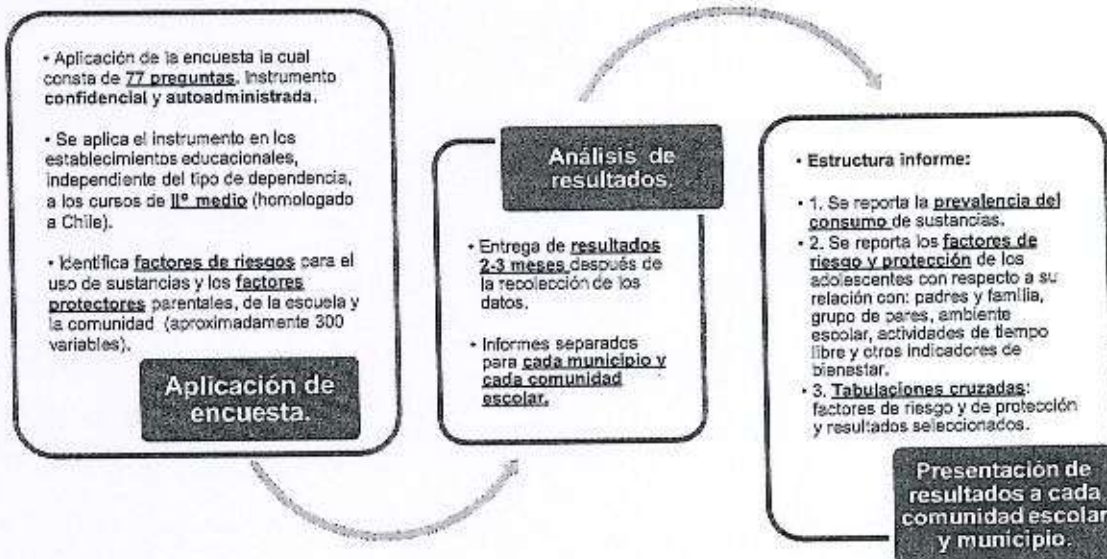 • Aplicación de la encuesta la cual
consta de 77 preguntas. Instrumento
confidencial y autoadministrada.
• Se aplica el instrumento en los
establecimientos educacionales,
independiente del tipo de dependencia,
a los cursos de IIº medio (homologado
a Chile).
• Identifica factores de riesgos para el
uso de sustancias y los factores
protectores parentales, de la escuela y
la comunidad (aproximadamente 300
variables).
Aplicación de
encuesta.
Análisis de
resultados.
• Entrega de resultados
2-3 meses después de
la recolección de los
datos.
• Informes separados
para cada municipio y
cada comunidad
escolar.
• Estructura informe:
• 1. Se reporta la prevalencia del
consumo de sustancias.
• 2. Se reporta los factores de
riesgo y protección de los
adolescentes con respecto a su
relación con: padres y familia,
grupo de pares, ambiente
escolar, actividades de tiempo
libre y otros indicadores de
bienestar.
• 3. Tabulaciones cruzadas:
factores de riesgo y de protección
y resultados seleccionados.
Presentación de
resultados a cada
comunidad escolar
y municipio.